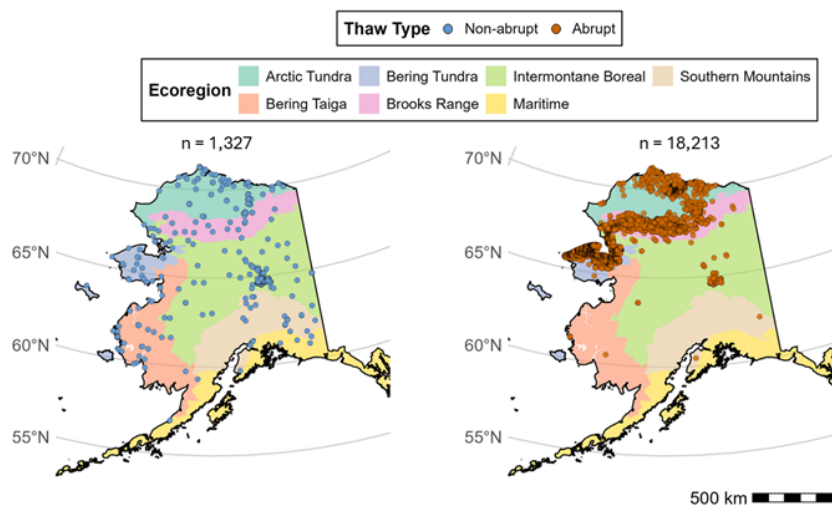 Thaw Type Non-abrupt Abrupt
Ecoregion Arctic Tundra Bering Tundra Intermontane Boreal Southern Mountains
Bering Taiga Brooks Range Maritime
n = 1,327 n = 18,213
70°N 70°N
65°N 65°N
60°N 60°N
55°N 55°N
500 km